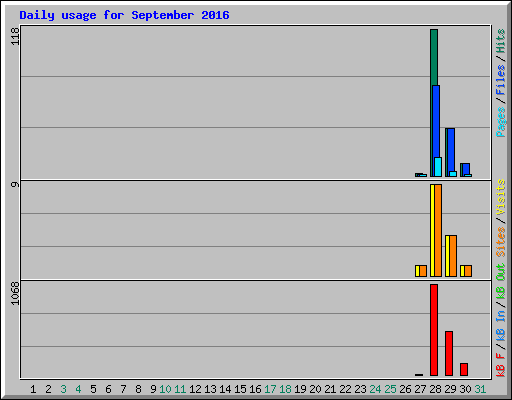 Daily usage for September 2016
118
Pages / Files / Hits
9
Sites / Visits
1068
kB F / kB In / kB Out
1 2 3 4 5 6 7 8 9 10 11 12 13 14 15 16 17 18 19 20 21 22 23 24 25 26 27 28 29 30 31